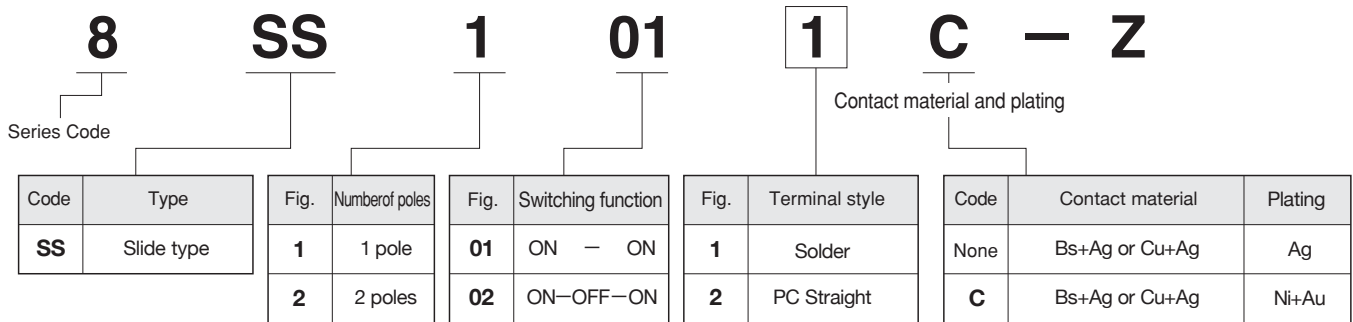 8 SS 1 01 1 C — Z
Contact material and plating
Series Code
Code Type Fig. Numberof poles Fig. Switching function Fig. Terminal style Code Contact material Plating
SS Slide type 1 1 pole 01 ON — ON 1 Solder None Bs+Ag or Cu+Ag Ag
2 2 poles 02 ON—OFF—ON 2 PC Straight C Bs+Ag or Cu+Ag Ni+Au